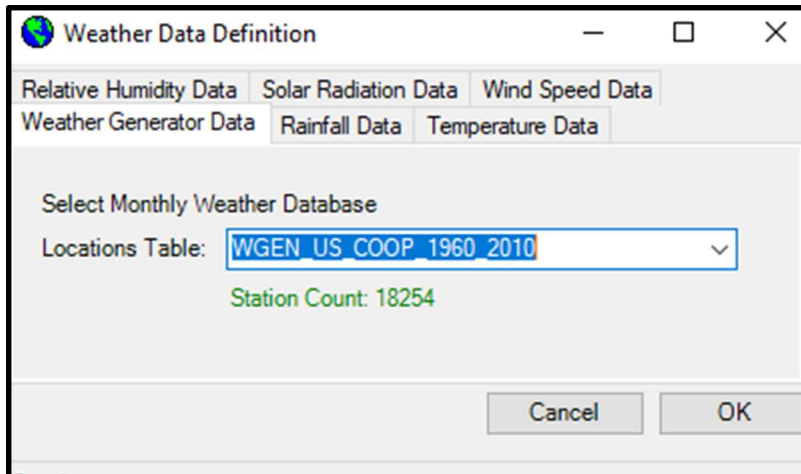 Weather Data Definition
Relative Humidity Data Solar Radiation Data Wind Speed Data
Weather Generator Data Rainfall Data Temperature Data
Select Monthly Weather Database
Locations Table: WGEN_US_COOP_1960_2010
Station Count: 18254
Cancel OK